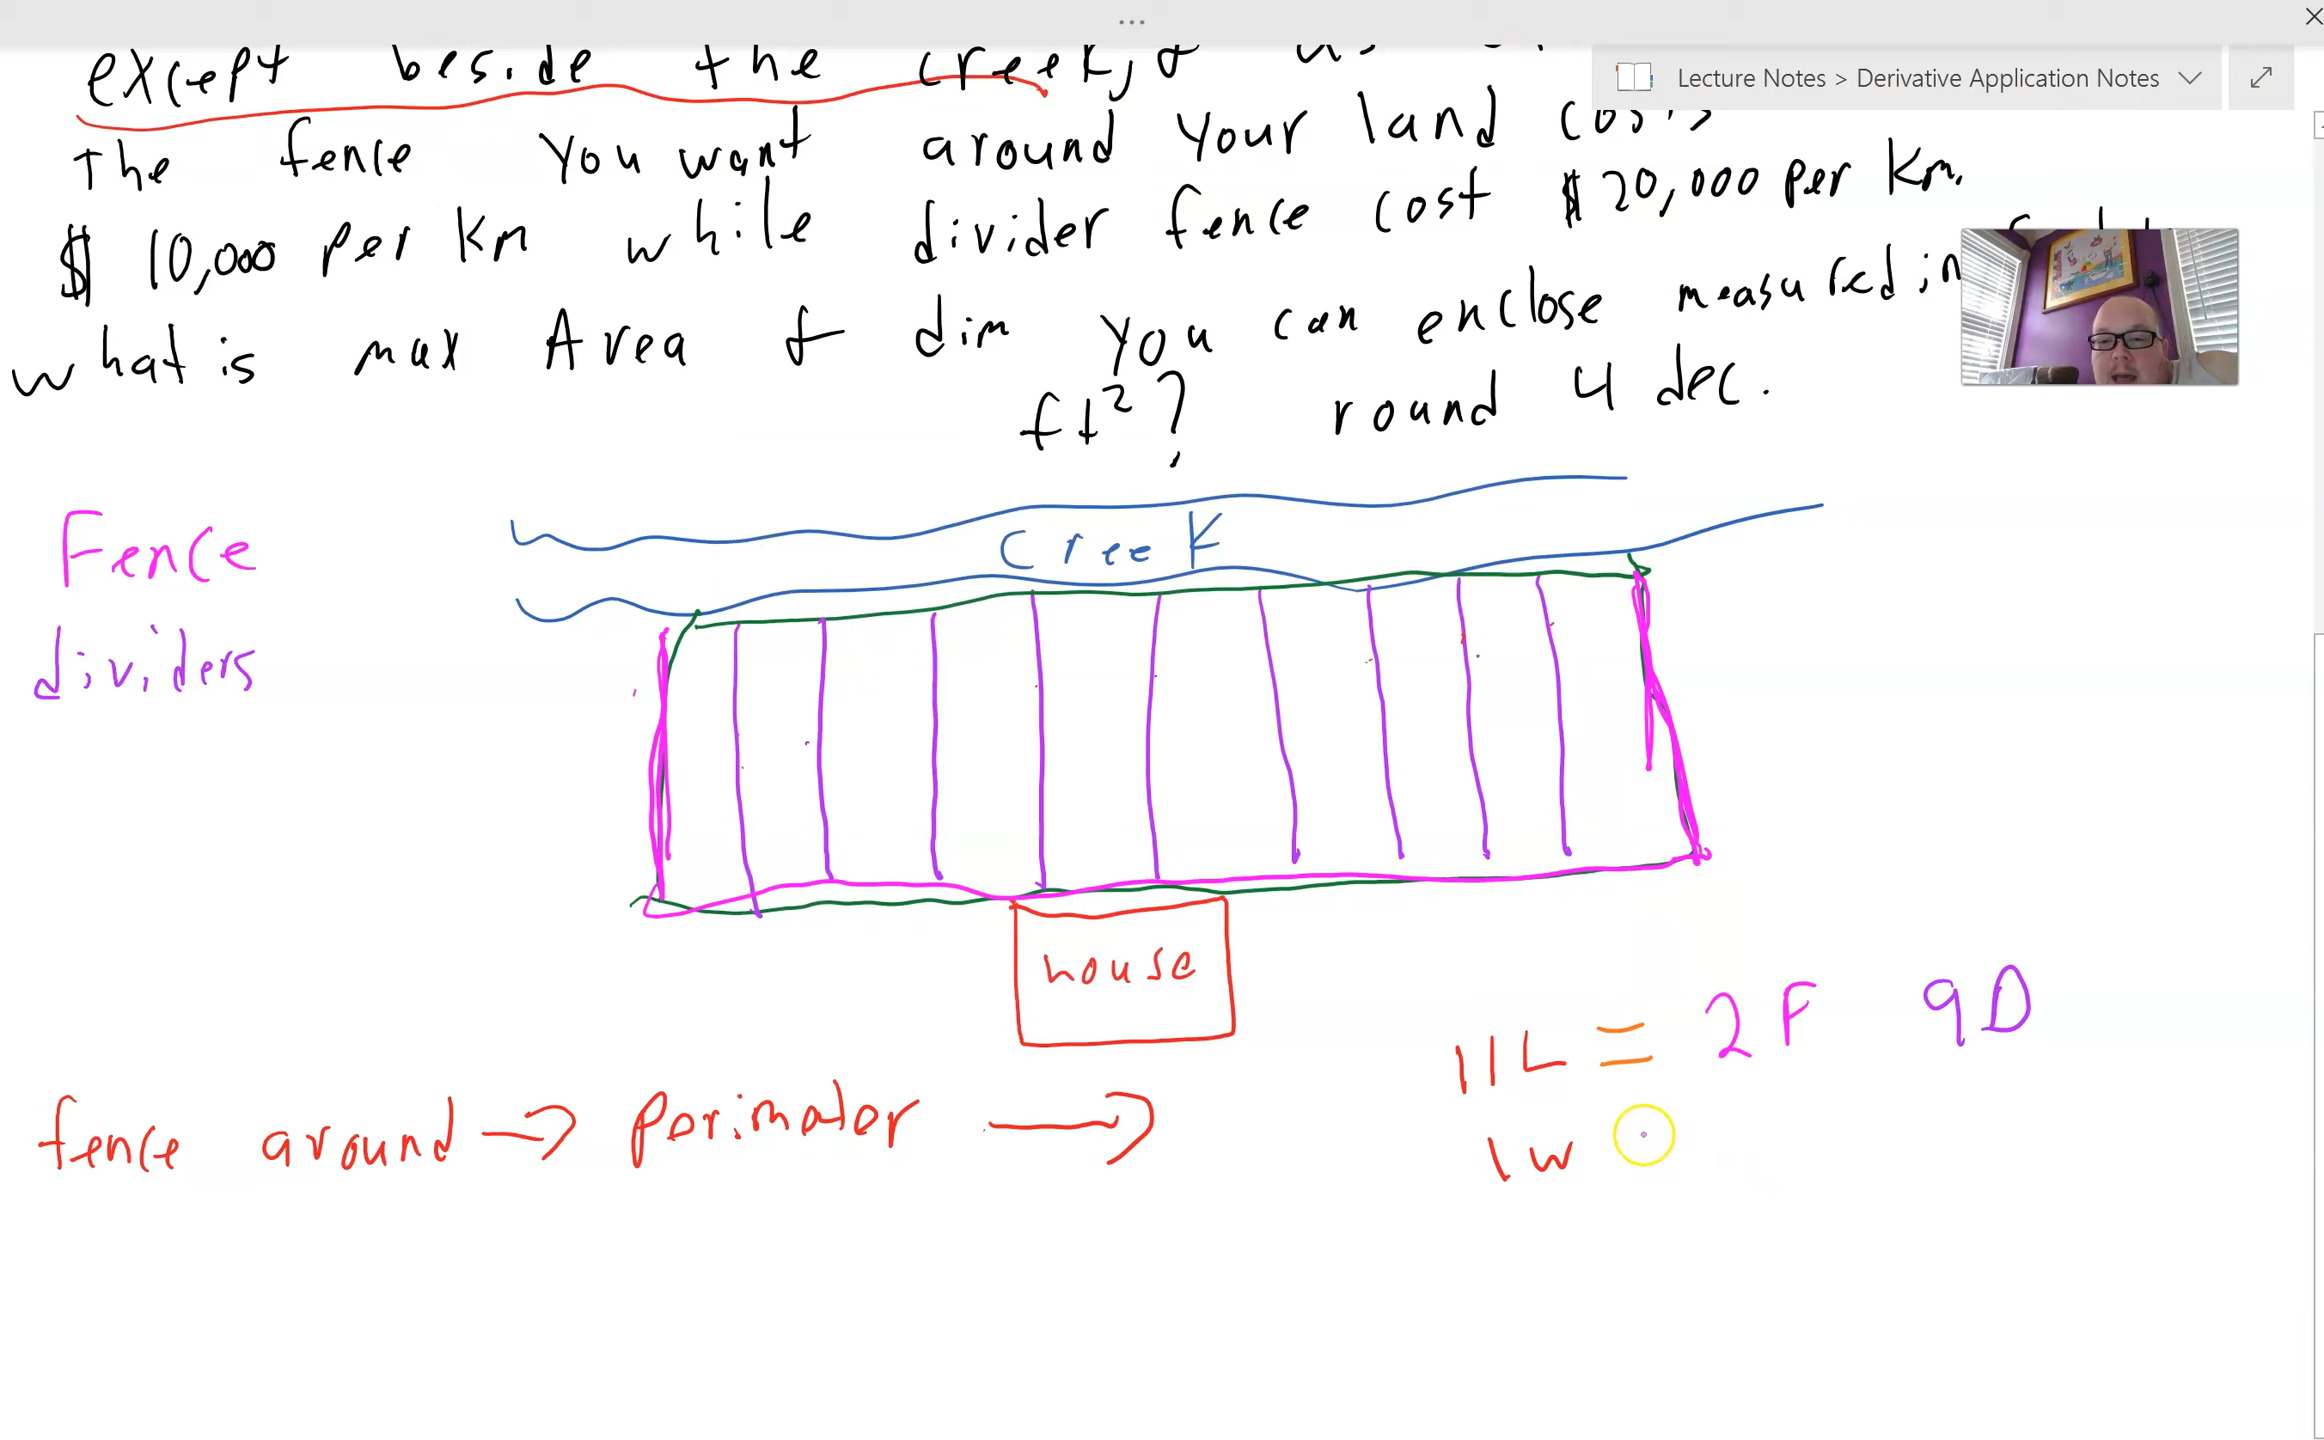 Lecture Notes > Derivative Application Notes
except beside the creek, &
the fence you want around your land costs
$ 10,000 per Km while divider fence cost $ 20,000 per Km.
what is max Area & dim you can enclose measured in
ft²? round 4 dec.
Creek
Fence
dividers
house
11L = 2F 9D
fence around → Perimater →
1w